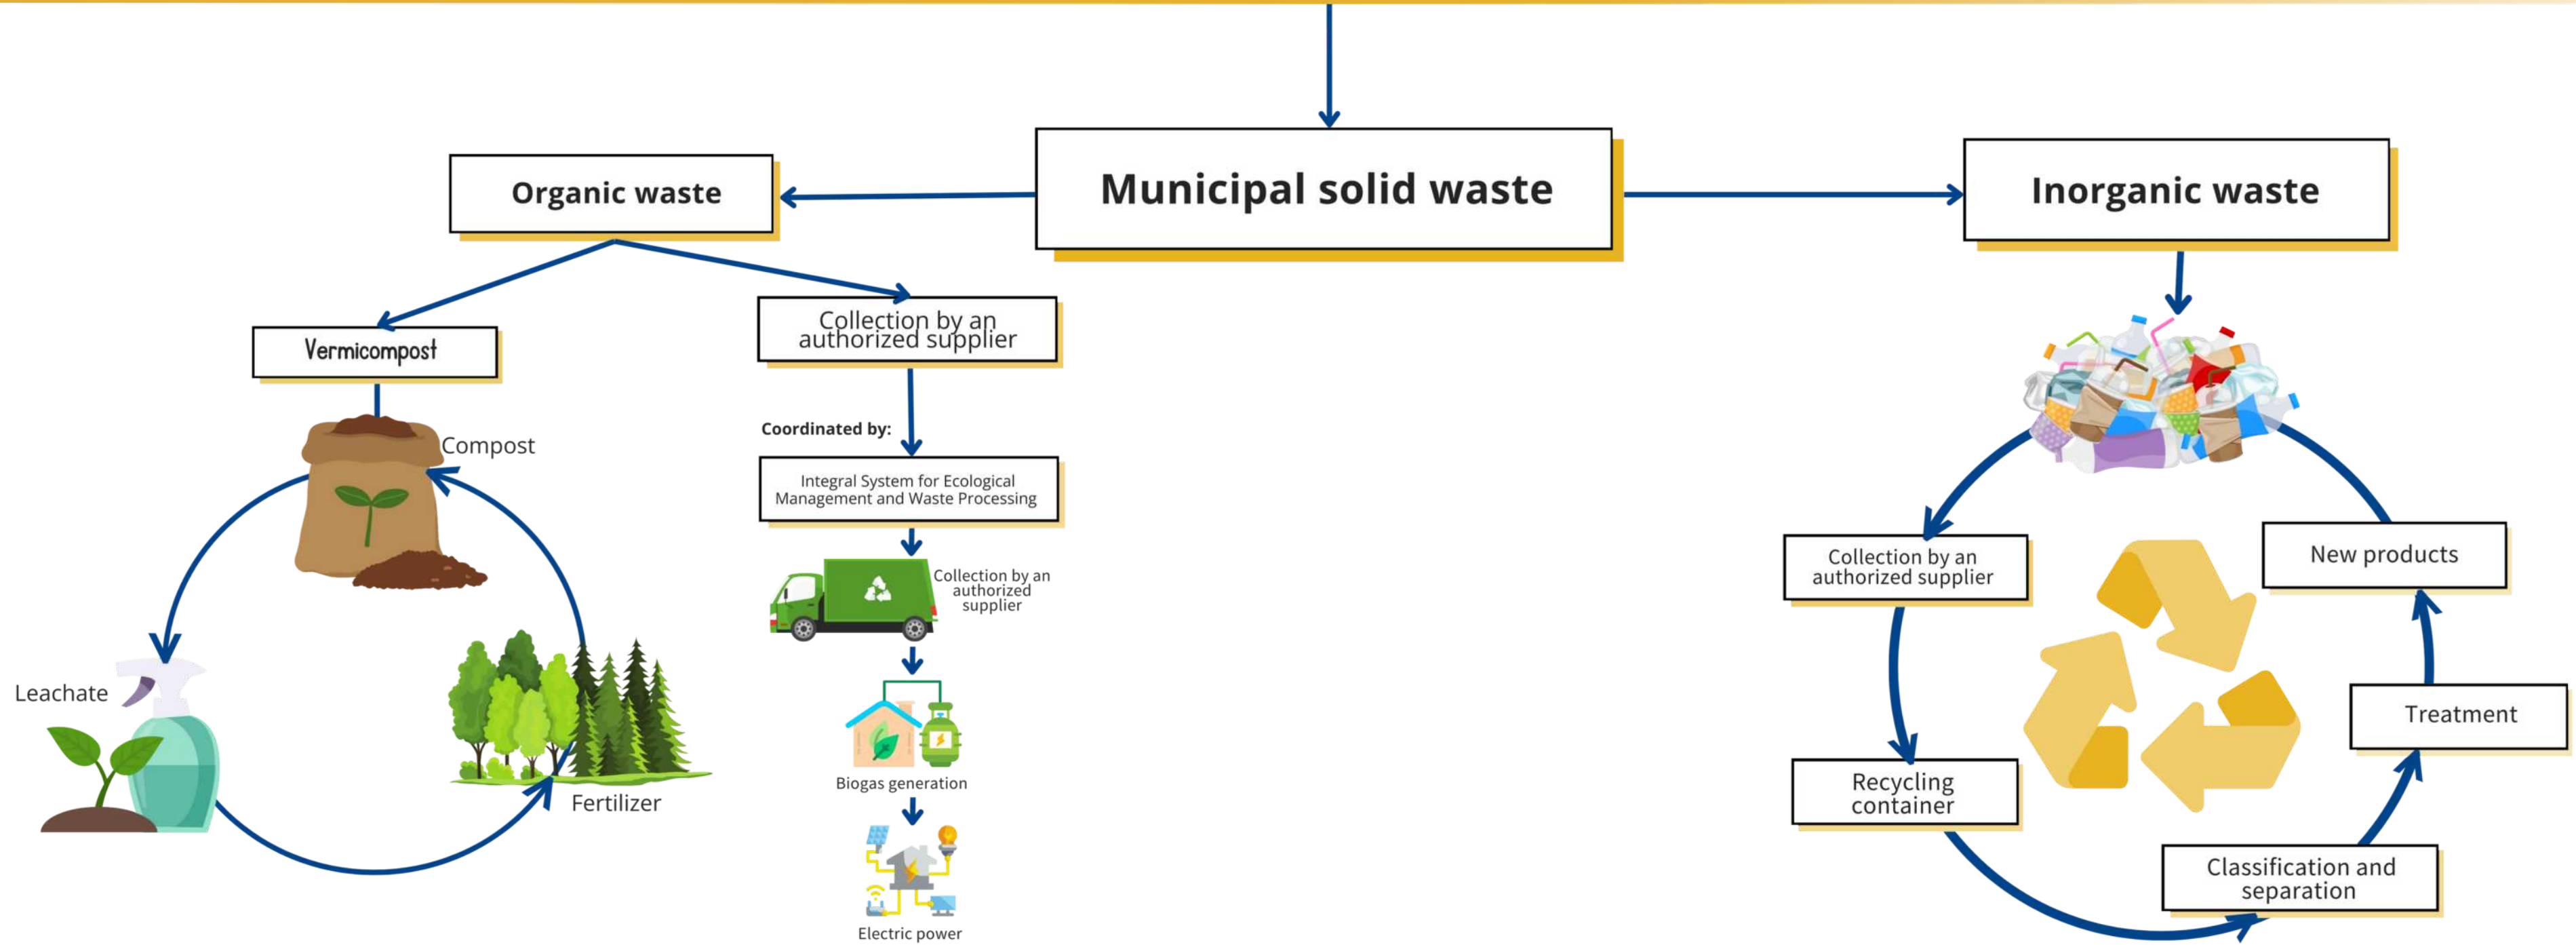 Municipal solid waste
Organic waste
Inorganic waste
Vermicompost
Collection by an
authorized supplier
Compost
Leachate
Fertilizer
Coordinated by:
Integral System for Ecological
Management and Waste Processing
Collection by an
authorized
supplier
Biogas generation
Electric power
Collection by an
authorized supplier
Recycling
container
Classification and
separation
Treatment
New products